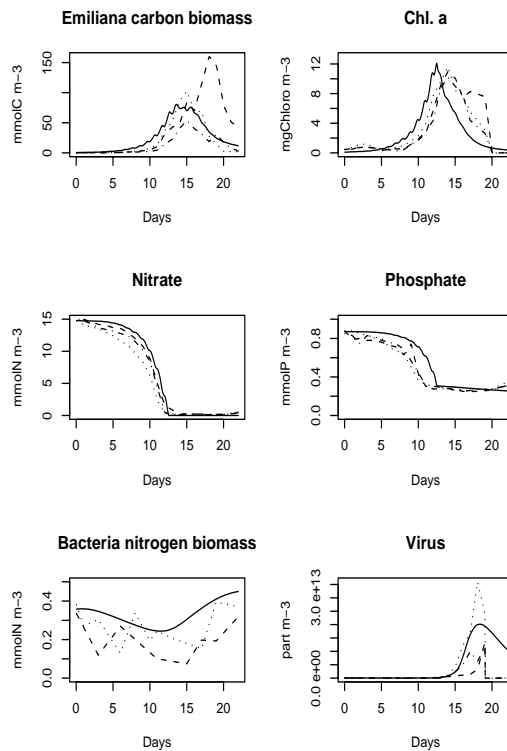 Emiliana carbon biomass
mmolC m-3
0
50
150
0 5 10 15 20
Days
Chl. a
mgChloro m-3
0
4
8
12
0 5 10 15 20
Days
Nitrate
mmolN m-3
0
5
10
15
0 5 10 15 20
Days
Phosphate
mmolP m-3
0.0
0.4
0.8
0 5 10 15 20
Days
Bacteria nitrogen biomass
mmolN m-3
0.0
0.2
0.4
0 5 10 15 20
Days
Virus
part m-3
0.0 e+00
3.0 e+13
0 5 10 15 20
Days